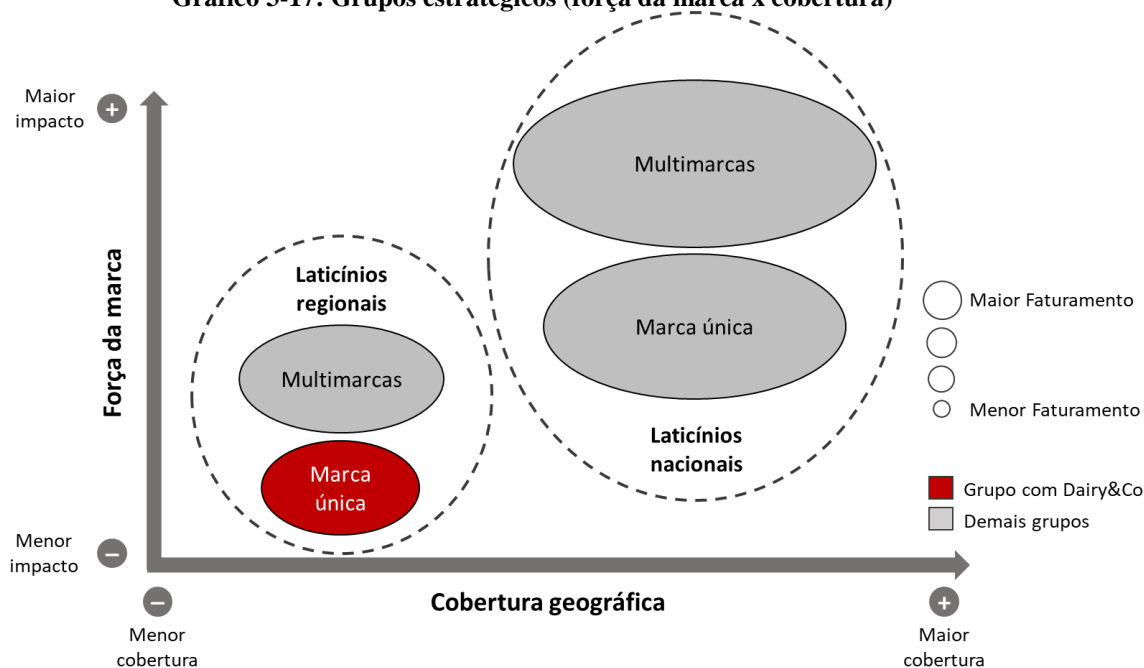 Gráfico 3-17: Grupos estratégicos (força da marca x cobertura)
Maior
impacto
+
Multimarcas
Força da marca
Laticínios
regionais
Maior Faturamento
Marca única
Multimarcas
Menor Faturamento
Laticínios
nacionais
Marca
única
Grupo com Dairy&Co
Demais grupos
Menor
impacto
–
Cobertura geográfica
–
+
Menor
cobertura
Maior
cobertura